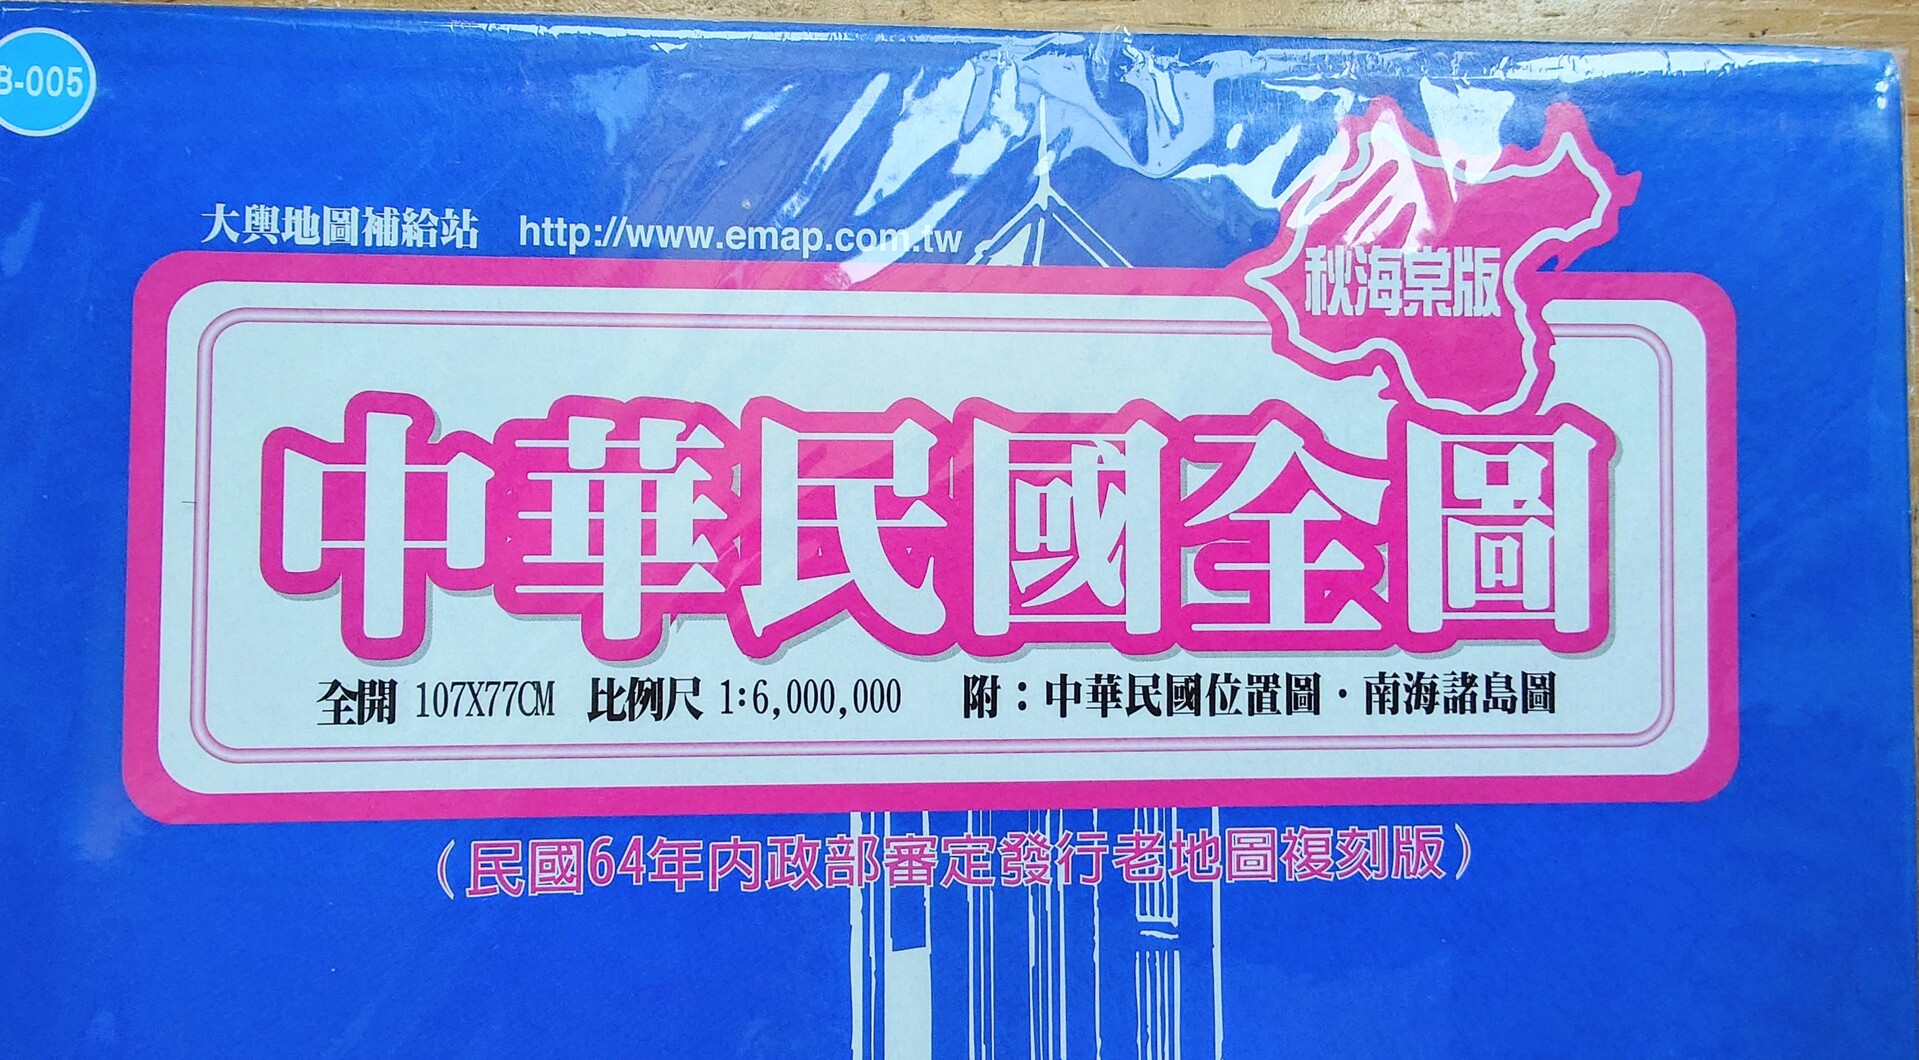 B-005
大輿地圖補給站 http://www.emap.com.tw
秋海棠版
中華民國全圖
全開 107X77CM 比例尺 1:6,000,000 附：中華民國位置圖·南海諸島圖
（民國64年內政部審定發行老地圖複刻版）